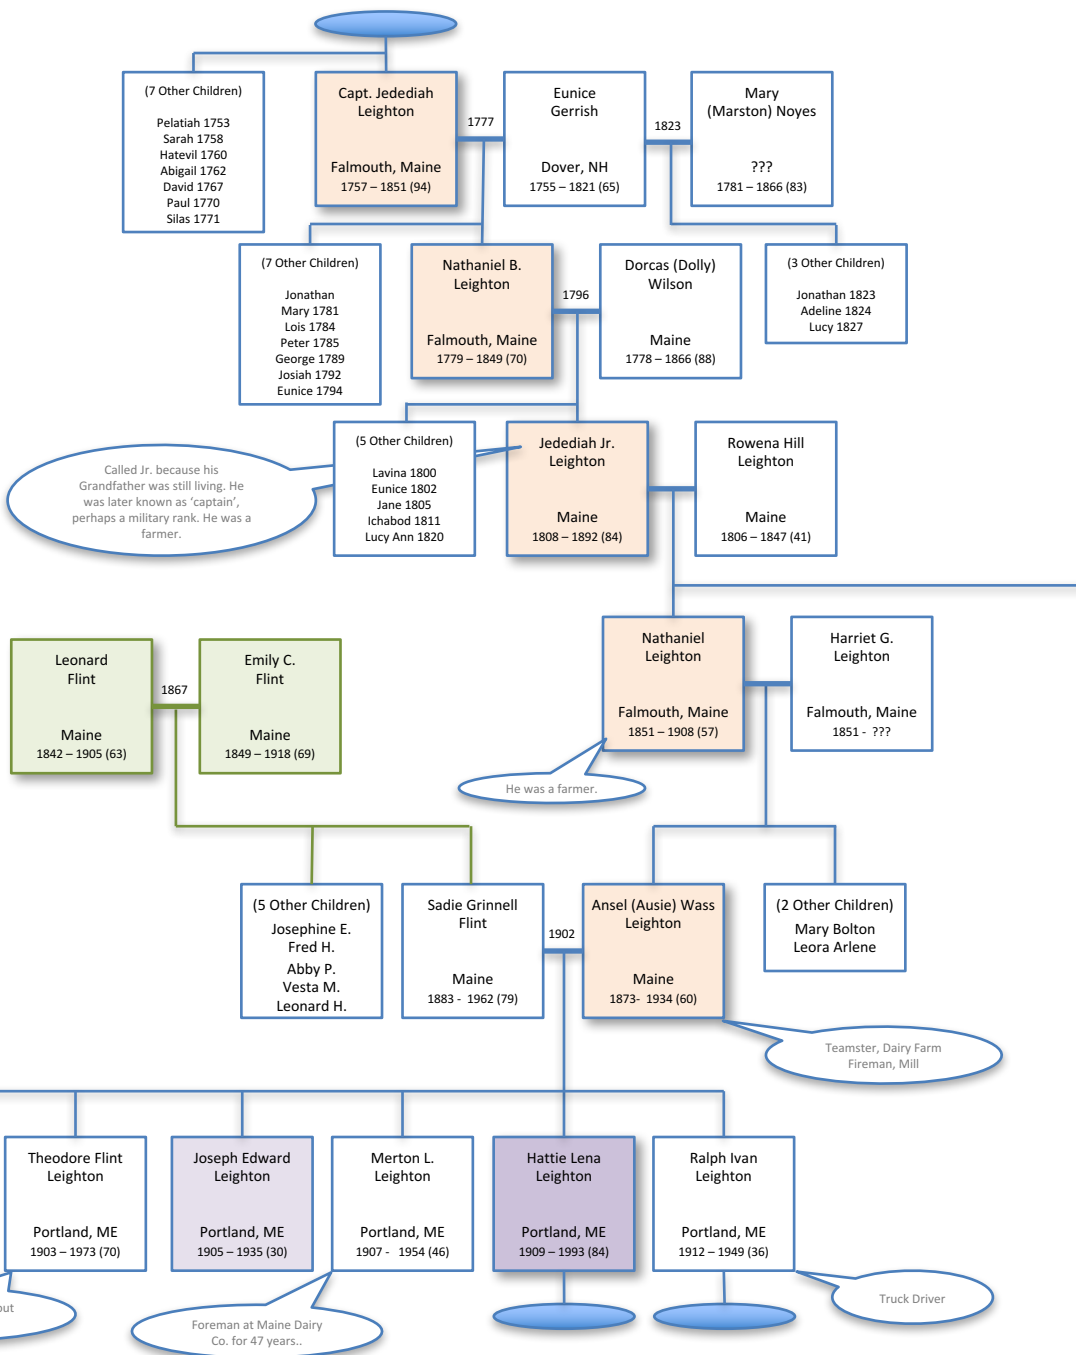 (7 Other Children)
Pelatiah 1753
Sarah 1758
Hatevil 1760
Abigail 1762
David 1767
Paul 1770
Silas 1771
Capt. Jedediah
Leighton
Falmouth, Maine
1757 – 1851 (94)
1777
Eunice
Gerrish
Dover, NH
1755 – 1821 (65)
1823
Mary
(Marston) Noyes
???
1781 – 1866 (83)
(7 Other Children)
Jonathan
Mary 1781
Lois 1784
Peter 1785
George 1789
Josiah 1792
Eunice 1794
Nathaniel B.
Leighton
Falmouth, Maine
1779 – 1849 (70)
1796
Dorcas (Dolly)
Wilson
Maine
1778 – 1866 (88)
(3 Other Children)
Jonathan 1823
Adeline 1824
Lucy 1827
Called Jr. because his
Grandfather was still living. He
was later known as ‘captain’,
perhaps a military rank. He was a
farmer.
(5 Other Children)
Lavina 1800
Eunice 1802
Jane 1805
Ichabod 1811
Lucy Ann 1820
Jedediah Jr.
Leighton
Maine
1808 – 1892 (84)
Rowena Hill
Leighton
Maine
1806 – 1847 (41)
Leonard
Flint
Maine
1842 – 1905 (63)
1867
Emily C.
Flint
Maine
1849 – 1918 (69)
Nathaniel
Leighton
Falmouth, Maine
1851 – 1908 (57)
Harriet G.
Leighton
Falmouth, Maine
1851 - ???
He was a farmer.
(5 Other Children)
Josephine E.
Fred H.
Abby P.
Vesta M.
Leonard H.
Sadie Grinnell
Flint
Maine
1883 - 1962 (79)
1902
Ansel (Ausie) Wass
Leighton
Maine
1873- 1934 (60)
(2 Other Children)
Mary Bolton
Leora Arlene
Teamster, Dairy Farm
Fireman, Mill
Theodore Flint
Leighton
Portland, ME
1903 – 1973 (70)
Joseph Edward
Leighton
Portland, ME
1905 – 1935 (30)
Merton L.
Leighton
Portland, ME
1907 - 1954 (46)
Hattie Lena
Leighton
Portland, ME
1909 – 1993 (84)
Ralph Ivan
Leighton
Portland, ME
1912 – 1949 (36)
Foreman at Maine Dairy
Co. for 47 years..
Truck Driver